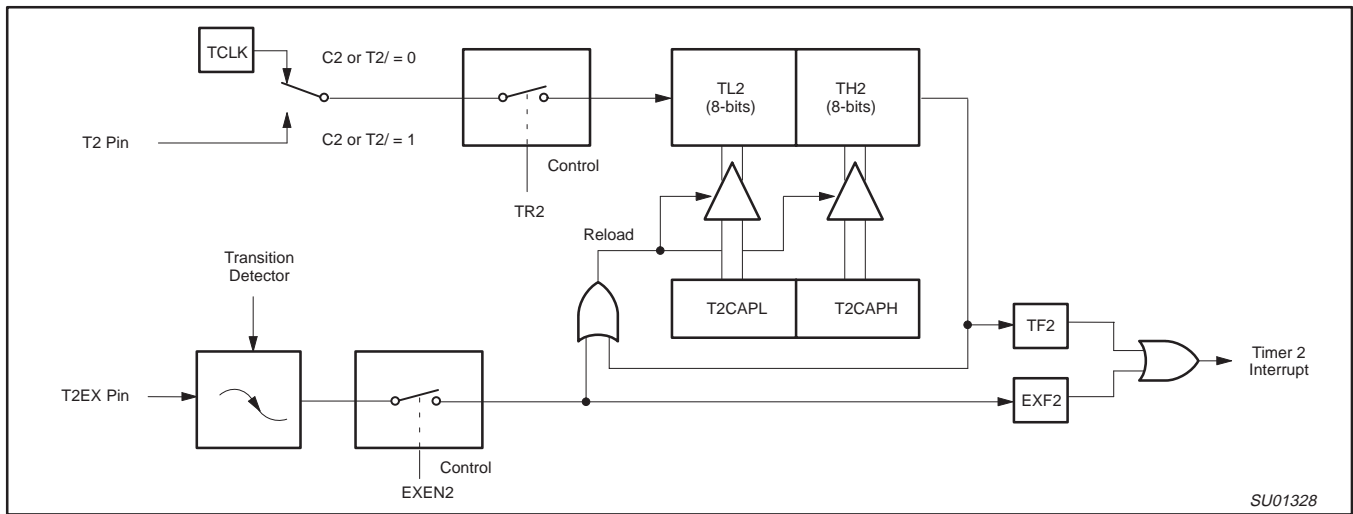 TCLK
C2 or T2/ = 0
TL2
(8-bits)
TH2
(8-bits)
T2 Pin
C2 or T2/ = 1
Control
TR2
Reload
Transition
Detector
T2CAPL
T2CAPH
TF2
Timer 2
Interrupt
T2EX Pin
EXF2
Control
EXEN2
SU01328